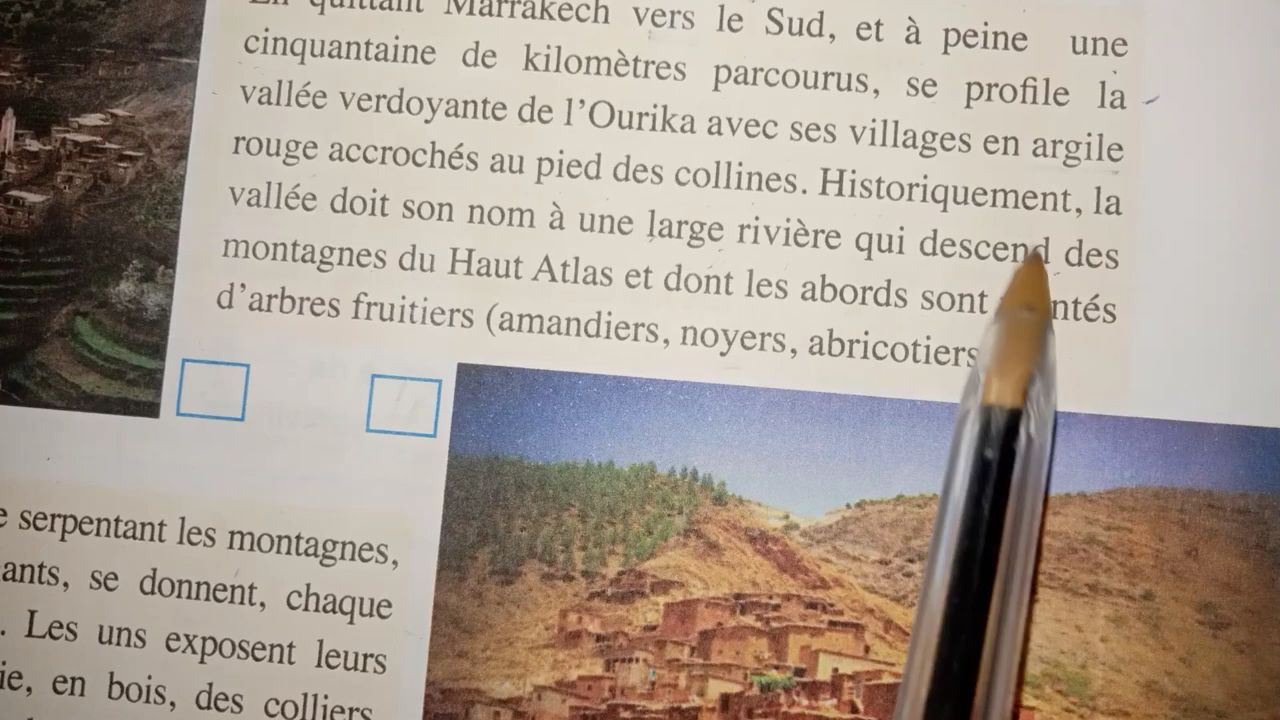 En quittant Marrakech vers le Sud, et à peine une
cinquantaine de kilomètres parcourus, se profile la
vallée verdoyante de l'Ourika avec ses villages en argile
rouge accrochés au pied des collines. Historiquement, la
vallée doit son nom à une large rivière qui descend des
montagnes du Haut Atlas et dont les abords sont
d'arbres fruitiers (amandiers, noyers, abricotiers
serpentant les montagnes,
se donnent, chaque
. Les uns exposent leurs
en bois, des colliers